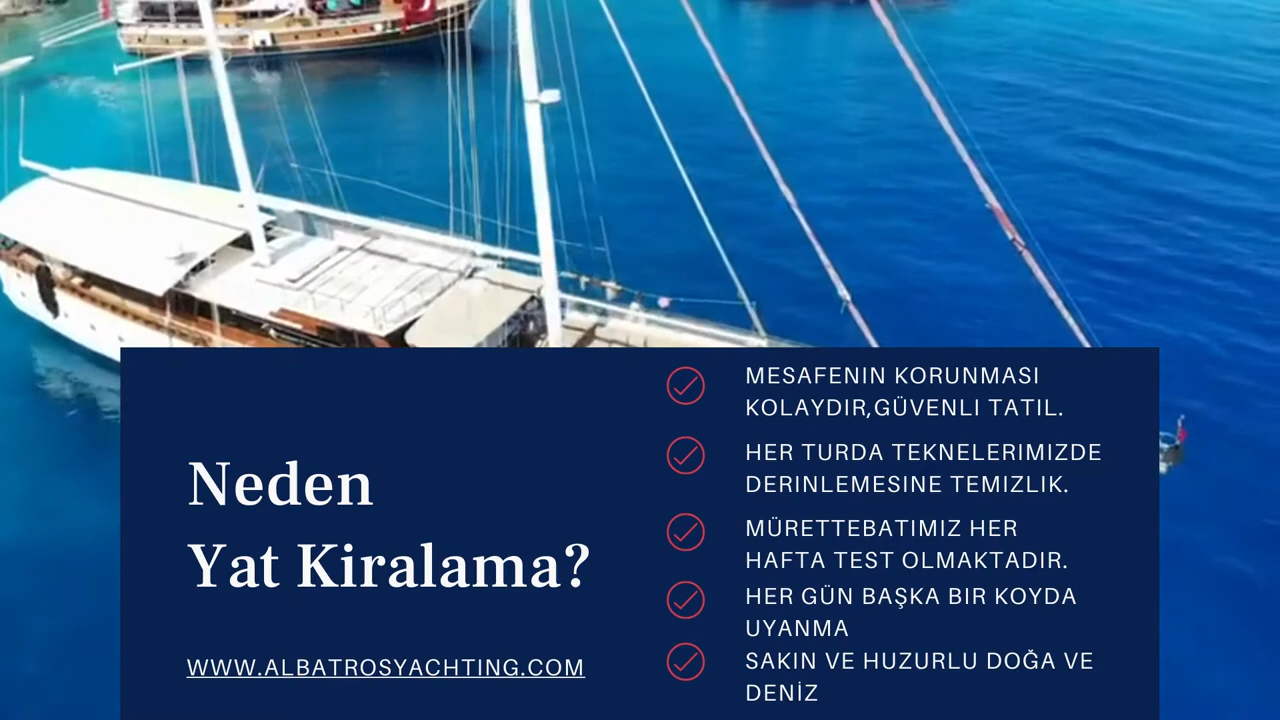 Neden
Yat Kiralama?
WWW.ALBATROSYACHTING.COM
MESAFENIN KORUNMASI
KOLAYDIR,GÜVENLI TATIL.
HER TURDA TEKNELERIMIZDE
DERINLEMESINE TEMIZLIK.
MÜRETTEBATIMIZ HER
HAFTA TEST OLMAKTADIR.
HER GÜN BAŞKA BIR KOYDA
UYANMA
SAKIN VE HUZURLU DOĞA VE
DENİZ